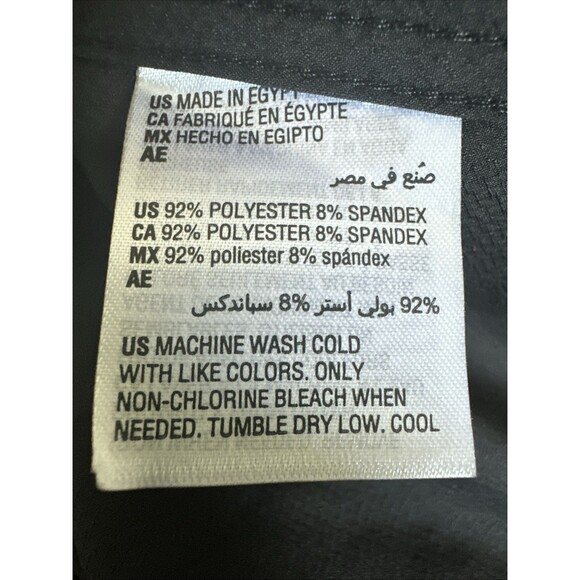 US MADE IN EGYPT
CA FABRIQUÉ EN ÉGYPTE
MX HECHO EN EGIPTO
AE
صُنع في مصر
US 92% POLYESTER 8% SPANDEX
CA 92% POLYESTER 8% SPANDEX
MX 92% poliester 8% spándex
AE
92% بولي أستر 8% سباندكس
US MACHINE WASH COLD
WITH LIKE COLORS. ONLY
NON-CHLORINE BLEACH WHEN
NEEDED. TUMBLE DRY LOW. COOL